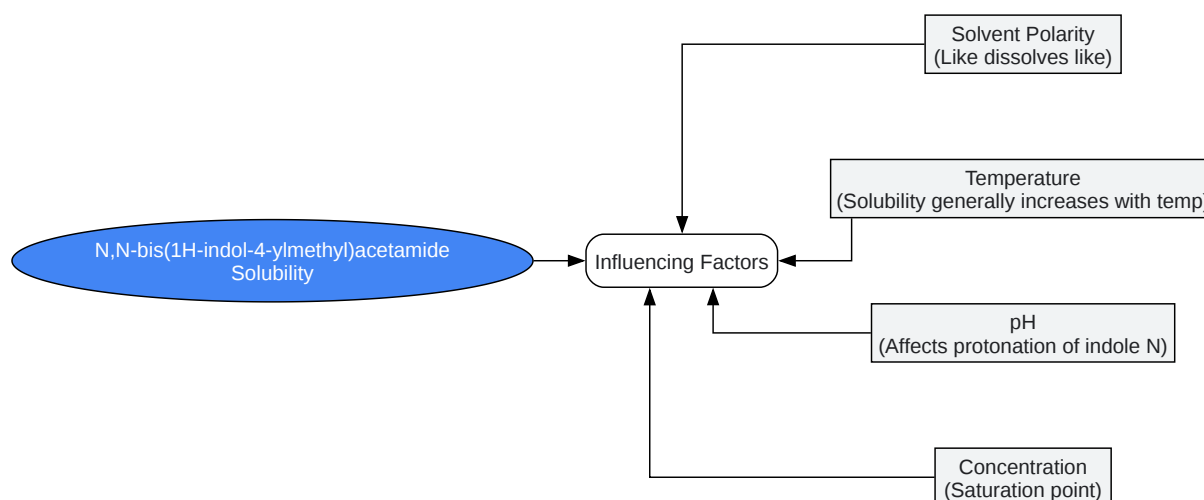 Solvent Polarity
(Like dissolves like)
Temperature
(Solubility generally increases with temp)
N,N-bis(1H-indol-4-ylmethyl)acetamide
Solubility
Influencing Factors
pH
(Affects protonation of indole N)
Concentration
(Saturation point)